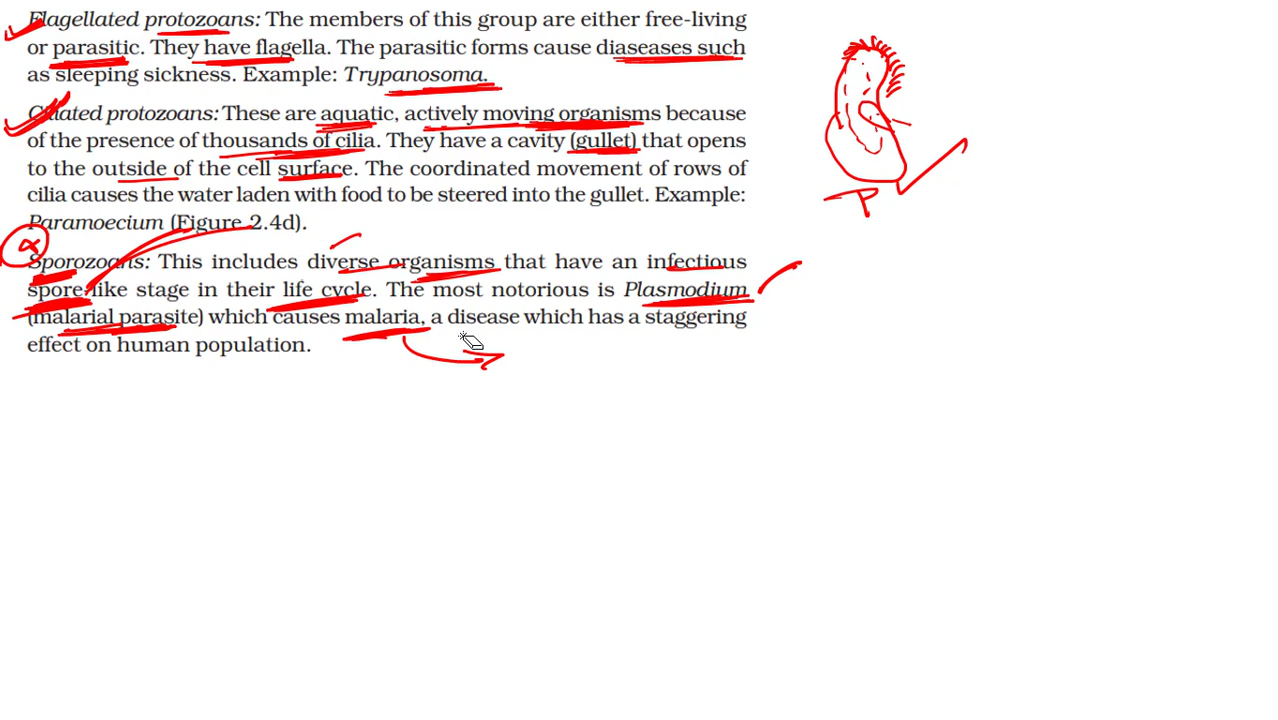 Flagellated protozoans: The members of this group are either free-living
or parasitic. They have flagella. The parasitic forms cause diaseases such
as sleeping sickness. Example: Trypanosoma.
Ciliated protozoans: These are aquatic, actively moving organisms because
of the presence of thousands of cilia. They have a cavity (gullet) that opens
to the outside of the cell surface. The coordinated movement of rows of
cilia causes the water laden with food to be steered into the gullet. Example:
Paramoecium (Figure 2.4d).
Sporozoans: This includes diverse organisms that have an infectious
spore-like stage in their life cycle. The most notorious is Plasmodium
(malarial parasite) which causes malaria, a disease which has a staggering
effect on human population.
P